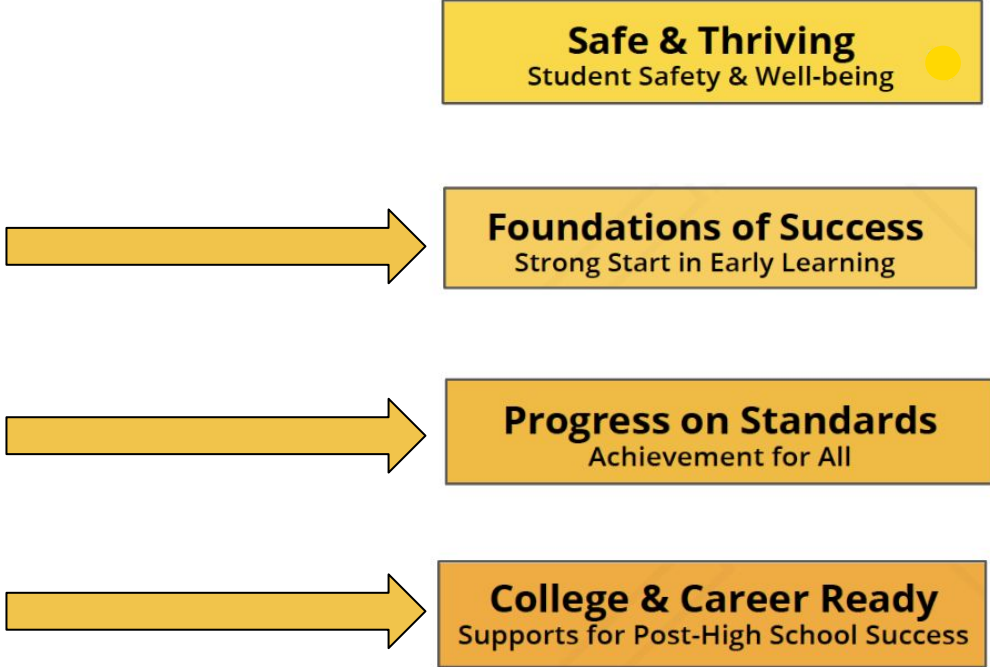 Safe & Thriving
Student Safety & Well-being
Foundations of Success
Strong Start in Early Learning
Progress on Standards
Achievement for All
College & Career Ready
Supports for Post-High School Success